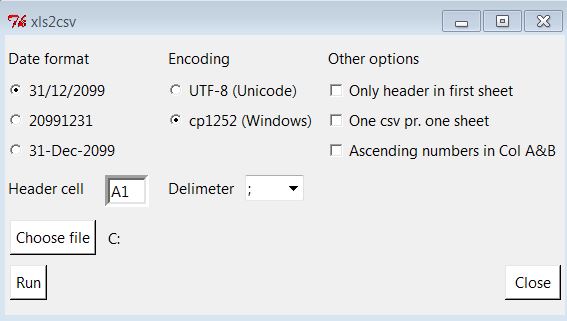 xls2csv
Date format Encoding Other options
31/12/2099 UTF-8 (Unicode) Only header in first sheet
20991231 cp1252 (Windows) One csv pr. one sheet
31-Dec-2099 Ascending numbers in Col A&B
Header cell A1 Delimeter ;
Choose file C:
Run Close